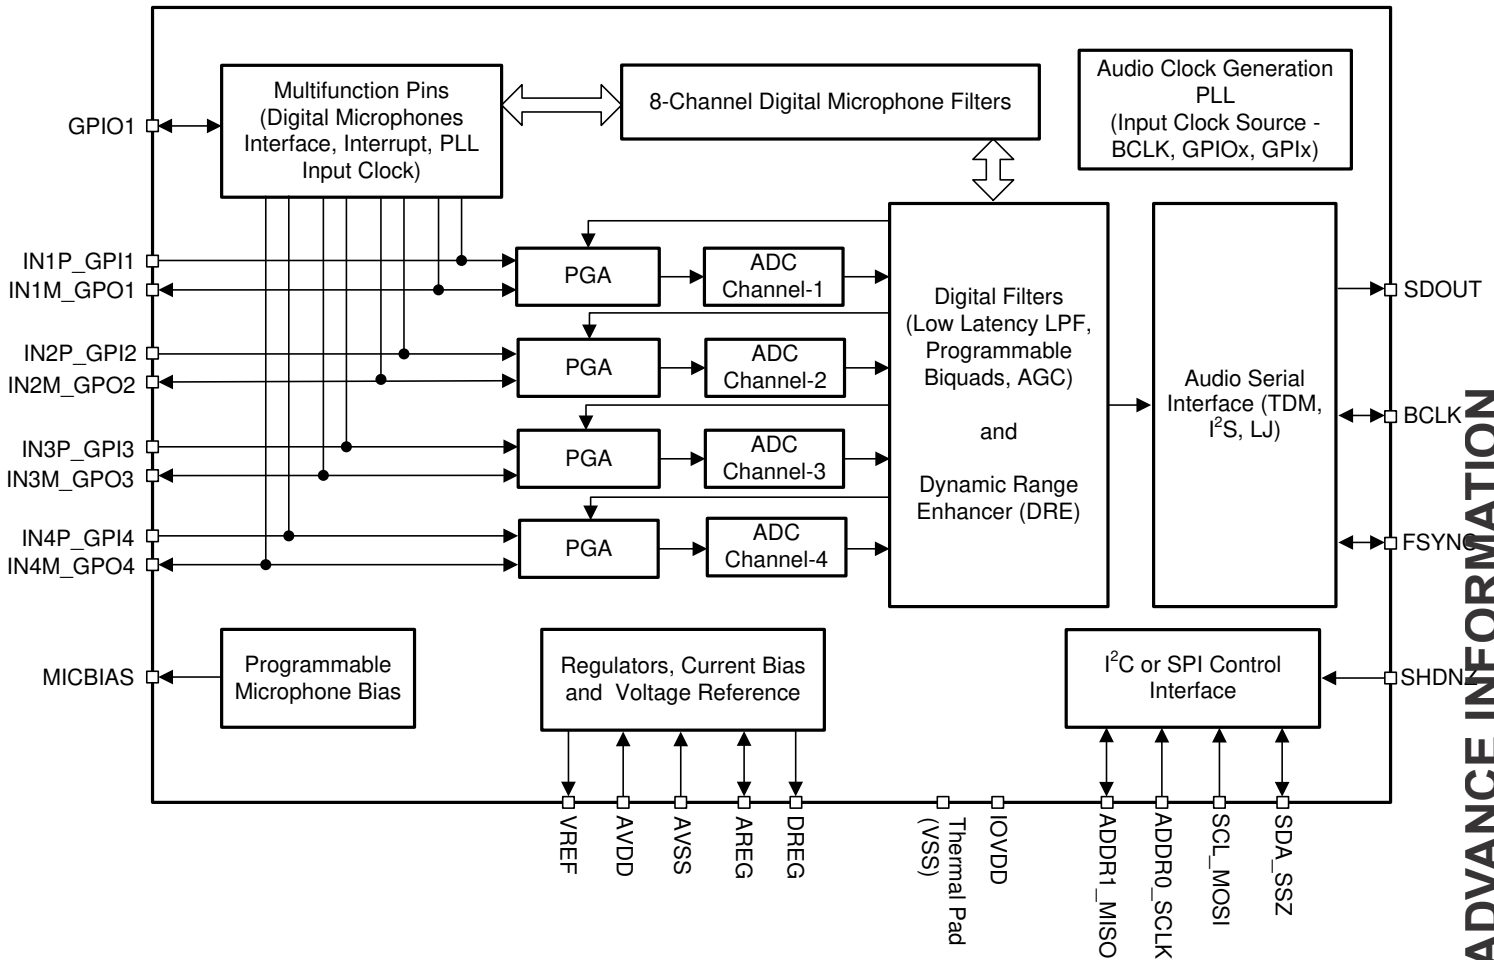 Multifunction Pins
(Digital Microphones
Interface, Interrupt, PLL
Input Clock)
8-Channel Digital Microphone Filters
Audio Clock Generation
PLL
(Input Clock Source -
BCLK, GPIOx, GPIx)
GPIO1
IN1P_GPI1
IN1M_GPO1
IN2P_GPI2
IN2M_GPO2
IN3P_GPI3
IN3M_GPO3
IN4P_GPI4
IN4M_GPO4
MICBIAS
PGA
ADC
Channel-1
PGA
ADC
Channel-2
PGA
ADC
Channel-3
PGA
ADC
Channel-4
Digital Filters
(Low Latency LPF,
Programmable
Biquads, AGC)
and
Dynamic Range
Enhancer (DRE)
Audio Serial
Interface (TDM,
I²S, LJ)
SDOUT
BCLK
FSYNC
SHDNZ
Programmable
Microphone Bias
Regulators, Current Bias
and Voltage Reference
I²C or SPI Control
Interface
VREF
AVDD
AVSS
AREG
DREG
Thermal Pad
(VSS)
IOVDD
ADDR1_MISO
ADDR0_SCLK
SCL_MOSI
SDA_SSZ
ADVANCE INFORMATION